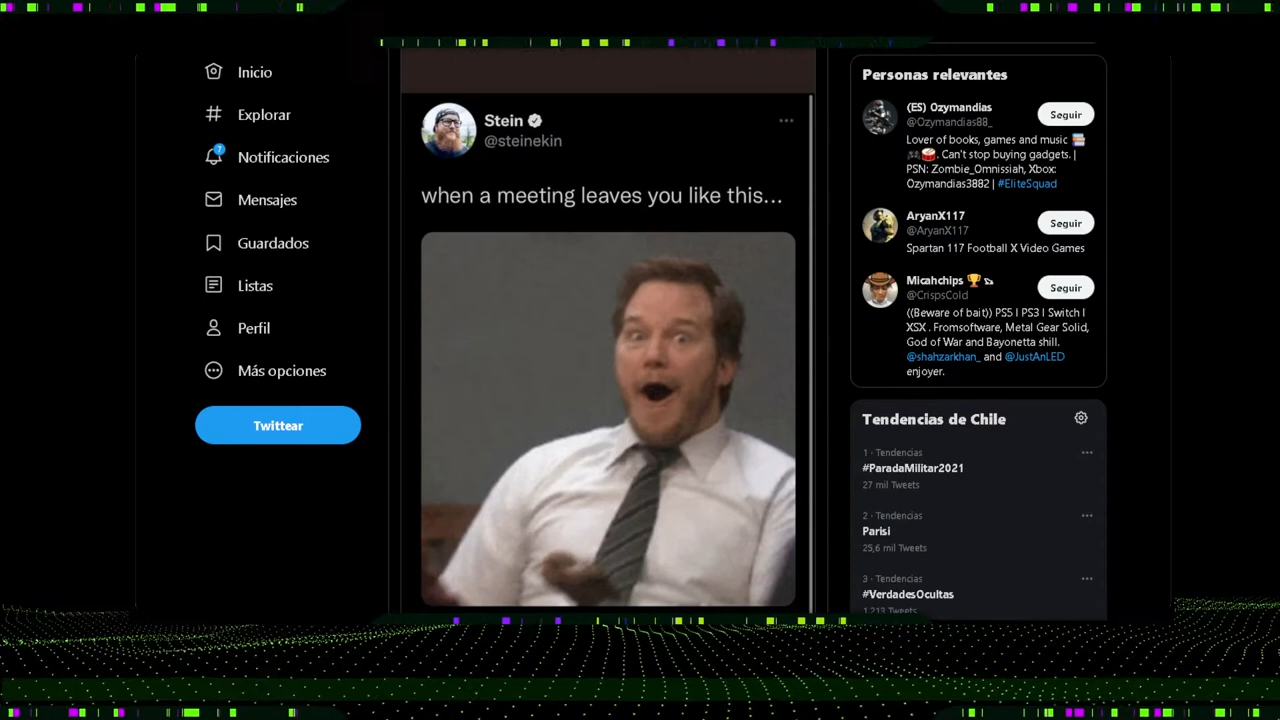 Inicio
Explorar
7
Notificaciones
Mensajes
Guardados
Listas
Perfil
Más opciones
Twittear
Stein
@steinekin
when a meeting leaves you like this...
Personas relevantes
(ES) Ozymandias
@Ozymandias88_
Seguir
Lover of books, games and music 📚
🎮🥁. Can't stop buying gadgets. |
PSN: Zombie_Omnissiah, Xbox:
Ozymandias3882 | #EliteSquad
AryanX117
@AryanX117
Seguir
Spartan 117 Football X Video Games
Micahchips 🏆
@CrispsCold
Seguir
((Beware of bait)) PS5 | PS3 | Switch |
XSX . Fromsoftware, Metal Gear Solid,
God of War and Bayonetta shill.
@shahzarkhan_ and @JustAnLED
enjoyer.
Tendencias de Chile
1 · Tendencias
#ParadaMilitar2021
27 mil Tweets
2 · Tendencias
Parisi
25,6 mil Tweets
3 · Tendencias
#VerdadesOcultas
1.213 Tweets